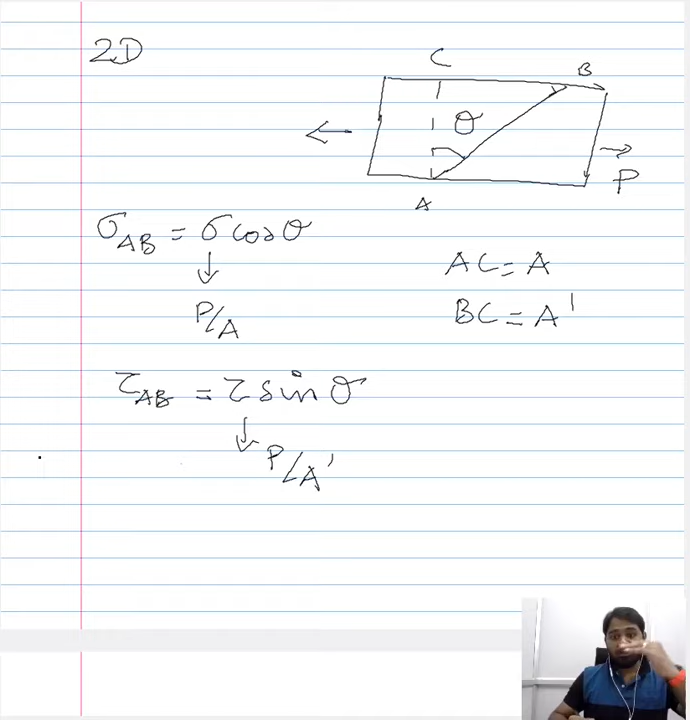 2D
C
B
θ
P
A
σAB = σ cos θ
AC = A
P/A
BC = A'
τAB = τ sin θ
P/A'